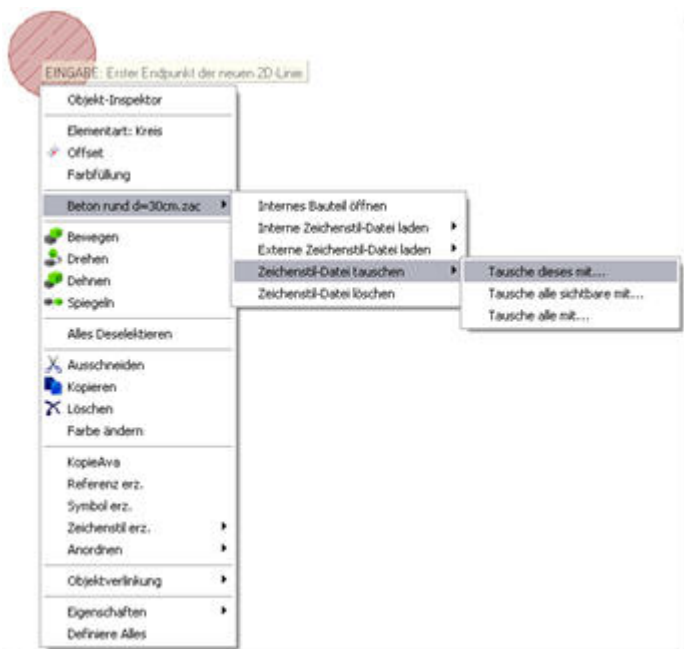 EINGABE: Erster Endpunkt der neuen 2D-Linie
Objekt-Inspektor
Elementart: Kreis
Offset
Farbfüllung
Beton rund d=30cm.zac
Bewegen
Drehen
Dehnen
Spiegeln
Alles Deselektieren
Ausschneiden
Kopieren
Löschen
Farbe ändern
KopieAva
Referenz erz.
Symbol erz.
Zeichenstil erz.
Anordnen
Objektverlinkung
Eigenschaften
Definiere Alles
Internes Bauteil öffnen
Interne Zeichenstil-Datei laden
Externe Zeichenstil-Datei laden
Zeichenstil-Datei tauschen
Zeichenstil-Datei löschen
Tausche dieses mit...
Tausche alle sichtbare mit...
Tausche alle mit...